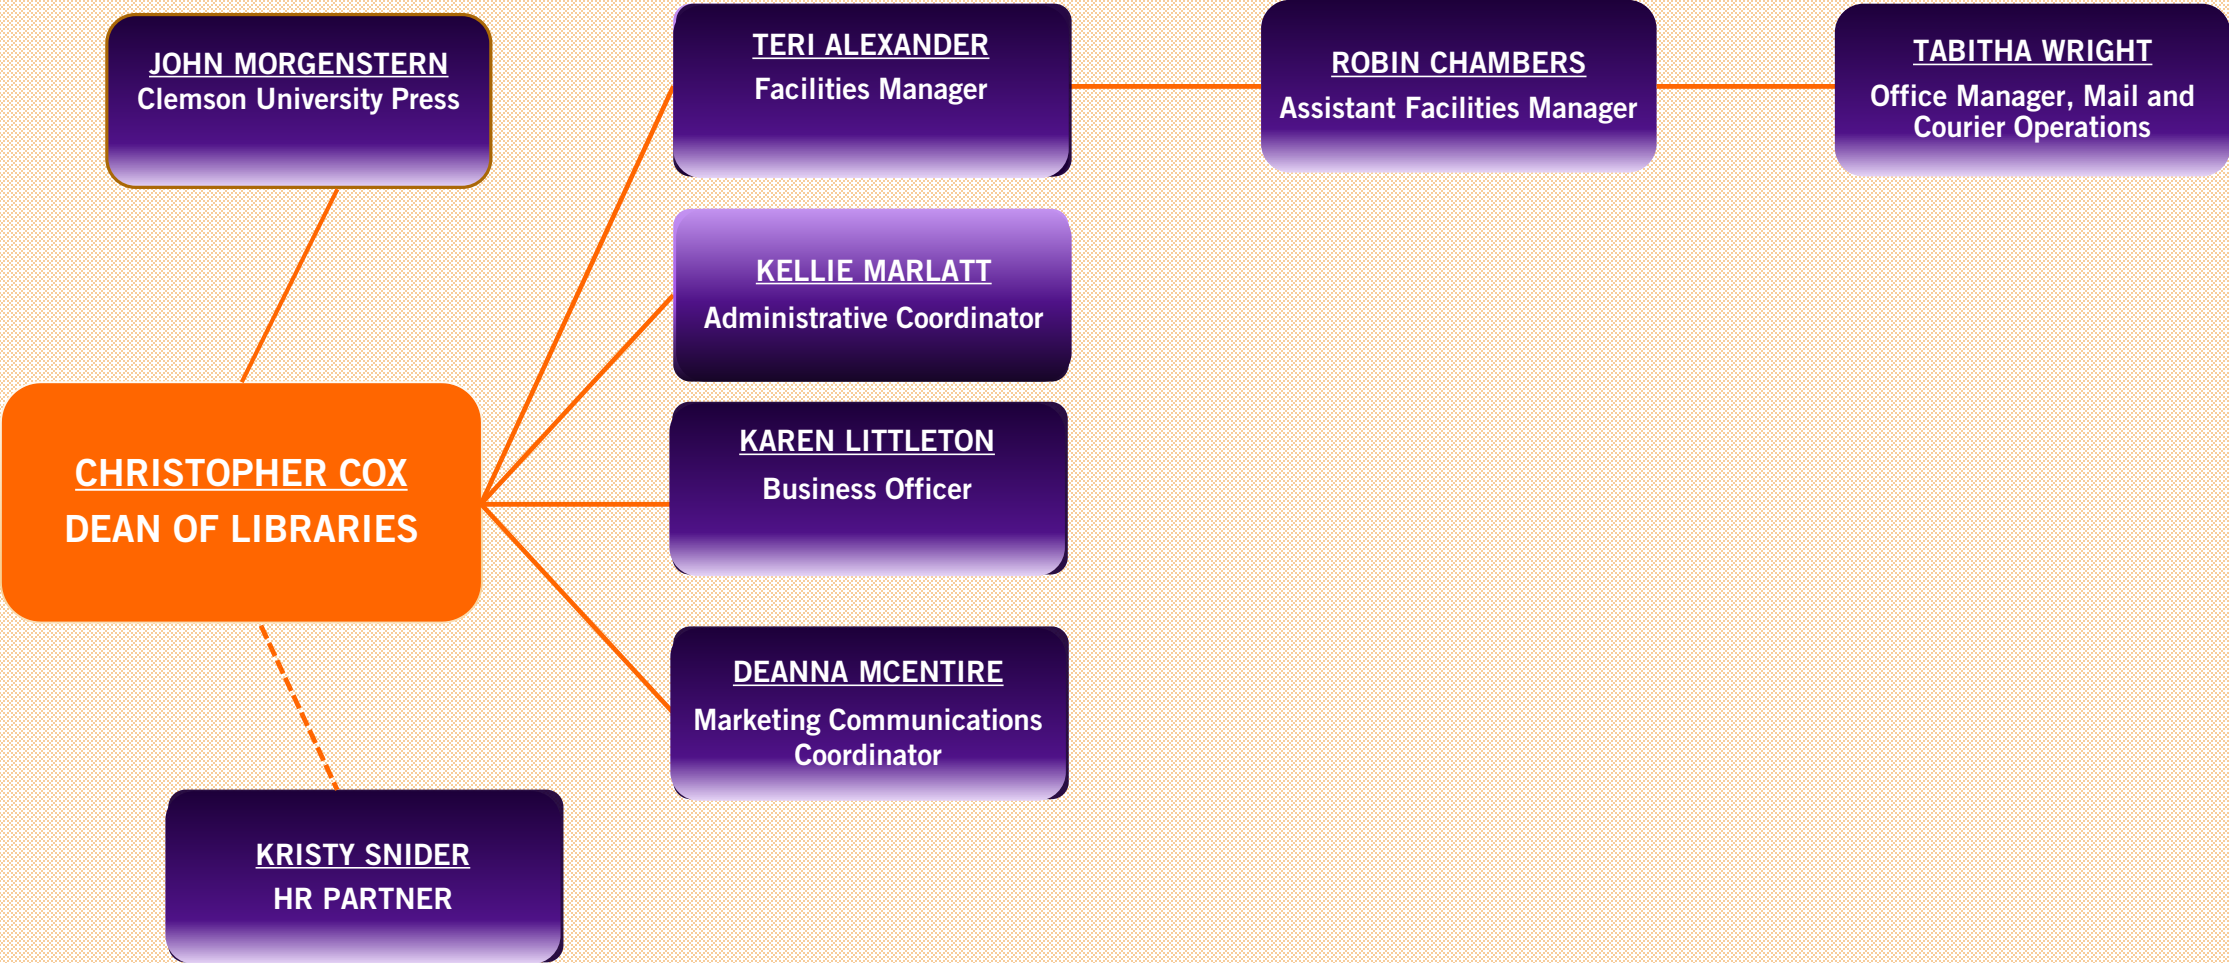 JOHN MORGENSTERN
Clemson University Press
TERI ALEXANDER
Facilities Manager
ROBIN CHAMBERS
Assistant Facilities Manager
TABITHA WRIGHT
Office Manager, Mail and
Courier Operations
KELLIE MARLATT
Administrative Coordinator
CHRISTOPHER COX
DEAN OF LIBRARIES
KAREN LITTLETON
Business Officer
DEANNA MCENTIRE
Marketing Communications
Coordinator
KRISTY SNIDER
HR PARTNER